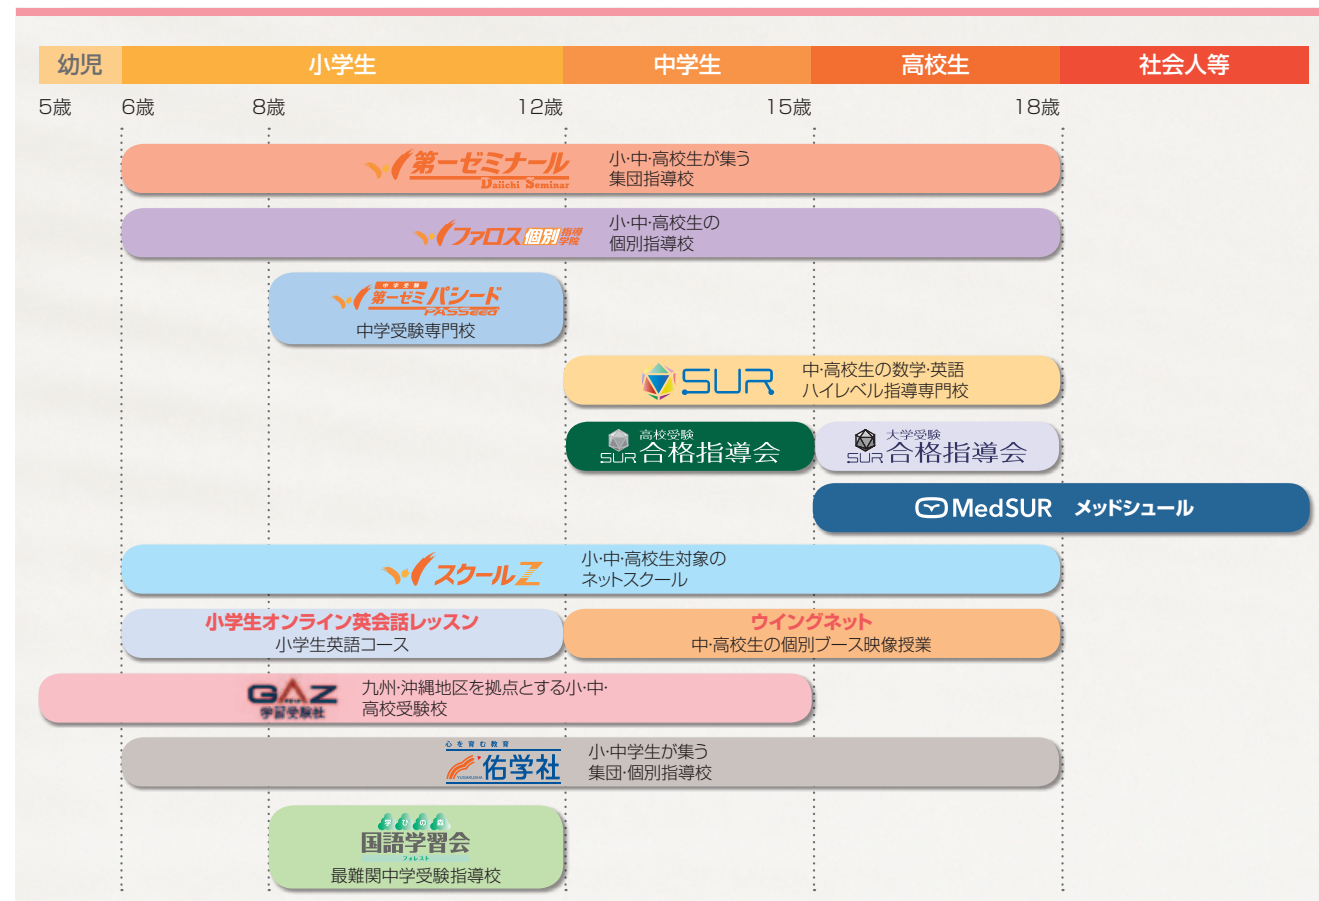 幼児
小学生
中学生
高校生
社会人等
5歳
6歳
8歳
12歳
15歳
18歳
第一ゼミナール
Daiichi Seminar
小・中・高校生が集う
集団指導校
ファロス個別指導学院
小・中・高校生の
個別指導校
中学受験
第一ゼミパシード
PASSeed
中学受験専門校
SUR
中・高校生の数学・英語
ハイレベル指導専門校
高校受験
SUR合格指導会
大学受験
SUR合格指導会
MedSUR メッドシュール
スクールZ
小・中・高校生対象の
ネットスクール
小学生オンライン英会話レッスン
小学生英語コース
ウイングネット
中・高校生の個別ブース映像授業
GAZ
学習受験社
九州・沖縄地区を拠点とする小・中・
高校受験校
心を育む教育
佑学社
YUGAKUSHA
小・中学生が集う
集団・個別指導校
学びの森
国語学習会
フォレスト
最難関中学受験指導校